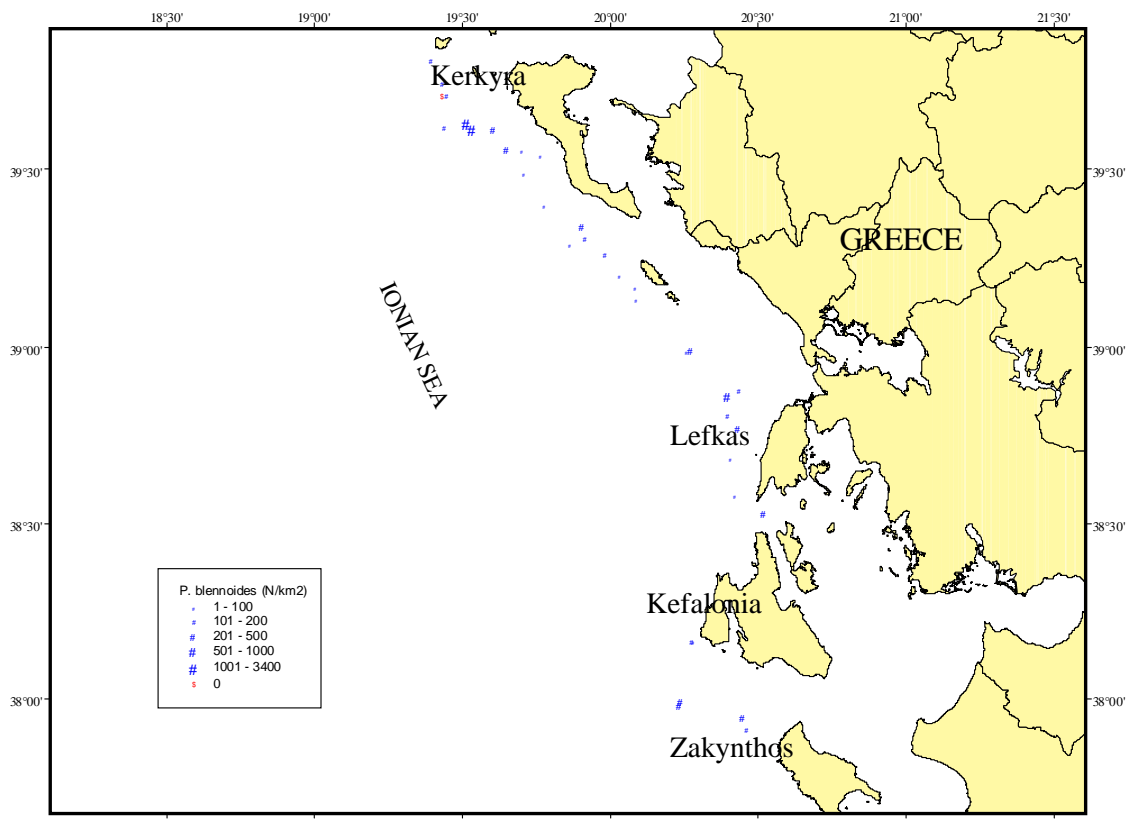 18°30' 19°00' 19°30' 20°00' 20°30' 21°00' 21°30'
Kerkyra
39°30' 39°30'
GREECE
IONIAN SEA
39°00' 39°00'
Lefkas
38°30' 38°30'
P. blennoides (N/km2)
# 1 - 100
# 101 - 200
# 201 - 500
# 501 - 1000
# 1001 - 3400
$ 0
Kefalonia
38°00' 38°00'
Zakynthos